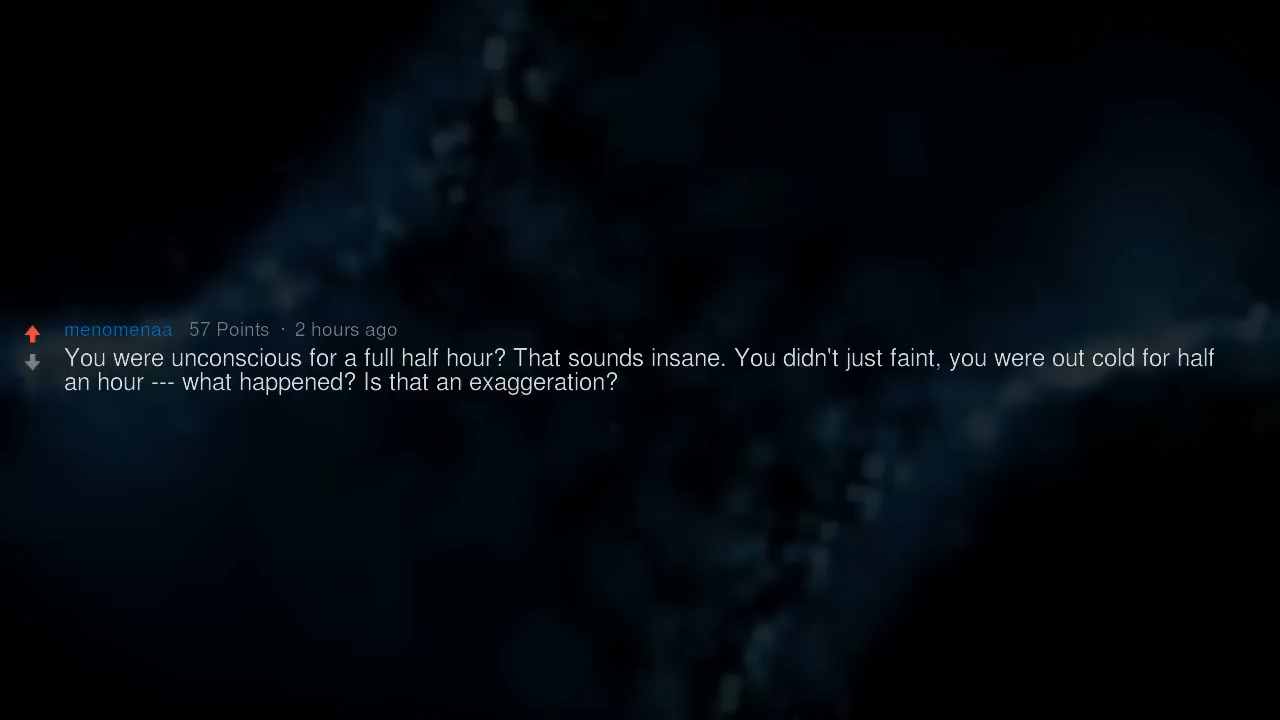 menomenaa 57 Points · 2 hours ago
You were unconscious for a full half hour? That sounds insane. You didn't just faint, you were out cold for half
an hour --- what happened? Is that an exaggeration?